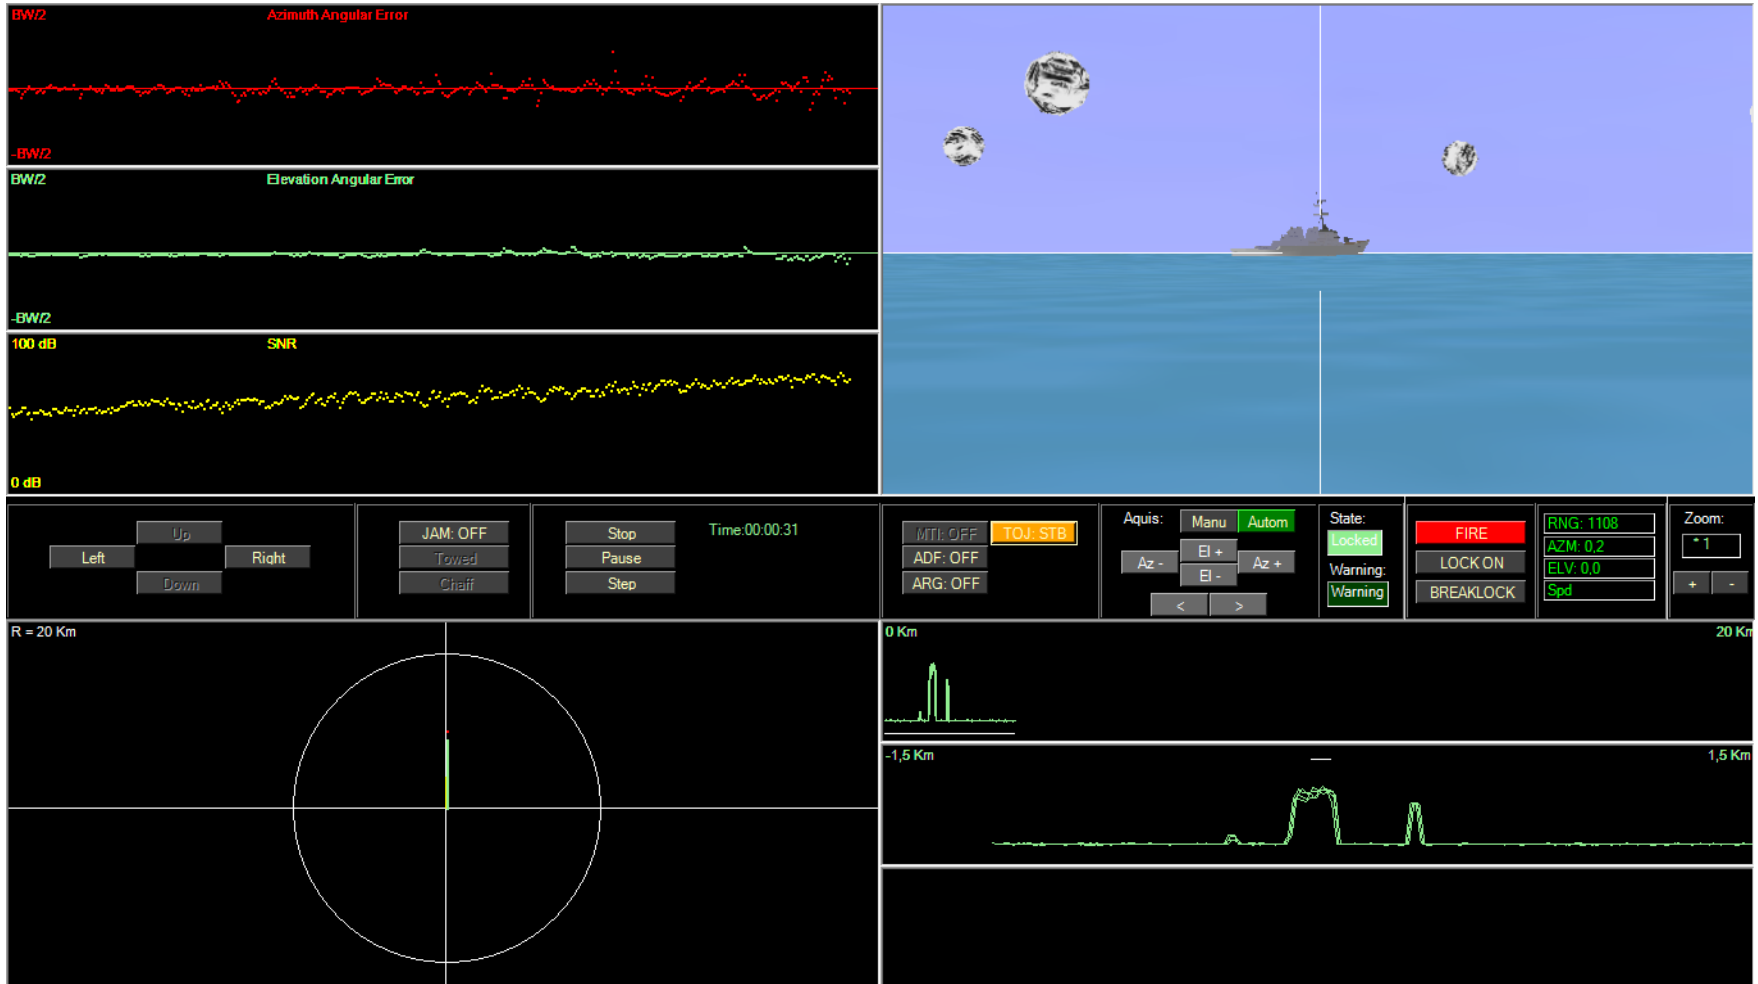 BW/2 Azimuth Angular Error
-BW/2
BW/2 Elevation Angular Error
-BW/2
100 dB SNR
0 dB
Up
Left Right
Down
JAM: OFF
Towed
Chaff
Stop
Pause
Step
Time:00:00:31
MTI: OFF TOJ: STB
ADF: OFF
ARG: OFF
Aquis: Manu Autom
Az - El + Az +
El -
< >
State:
Locked
Warning:
Warning
FIRE
LOCK ON
BREAKLOCK
RNG: 1108
AZM: 0,2
ELV: 0,0
Spd
Zoom:
* 1
+ -
R = 20 Km
0 Km 20 Km
-1,5 Km 1,5 Km